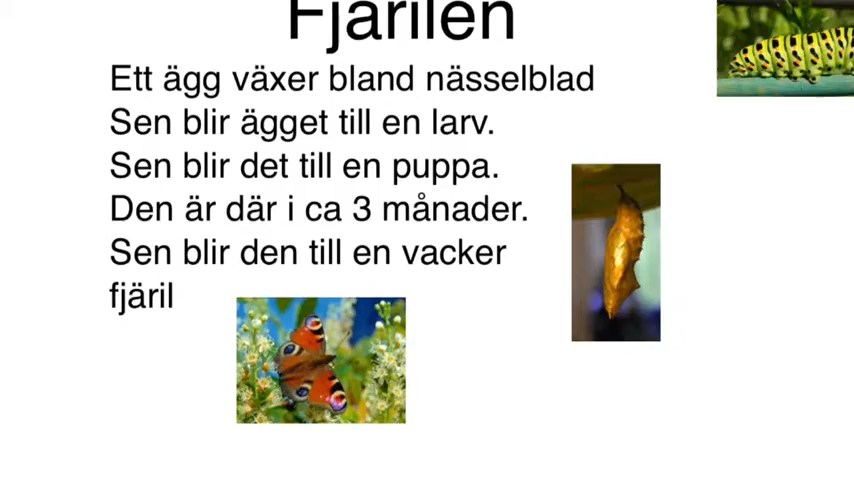 Fjärilen
Ett ägg växer bland nässelblad
Sen blir ägget till en larv.
Sen blir det till en puppa.
Den är där i ca 3 månader.
Sen blir den till en vacker
fjäril